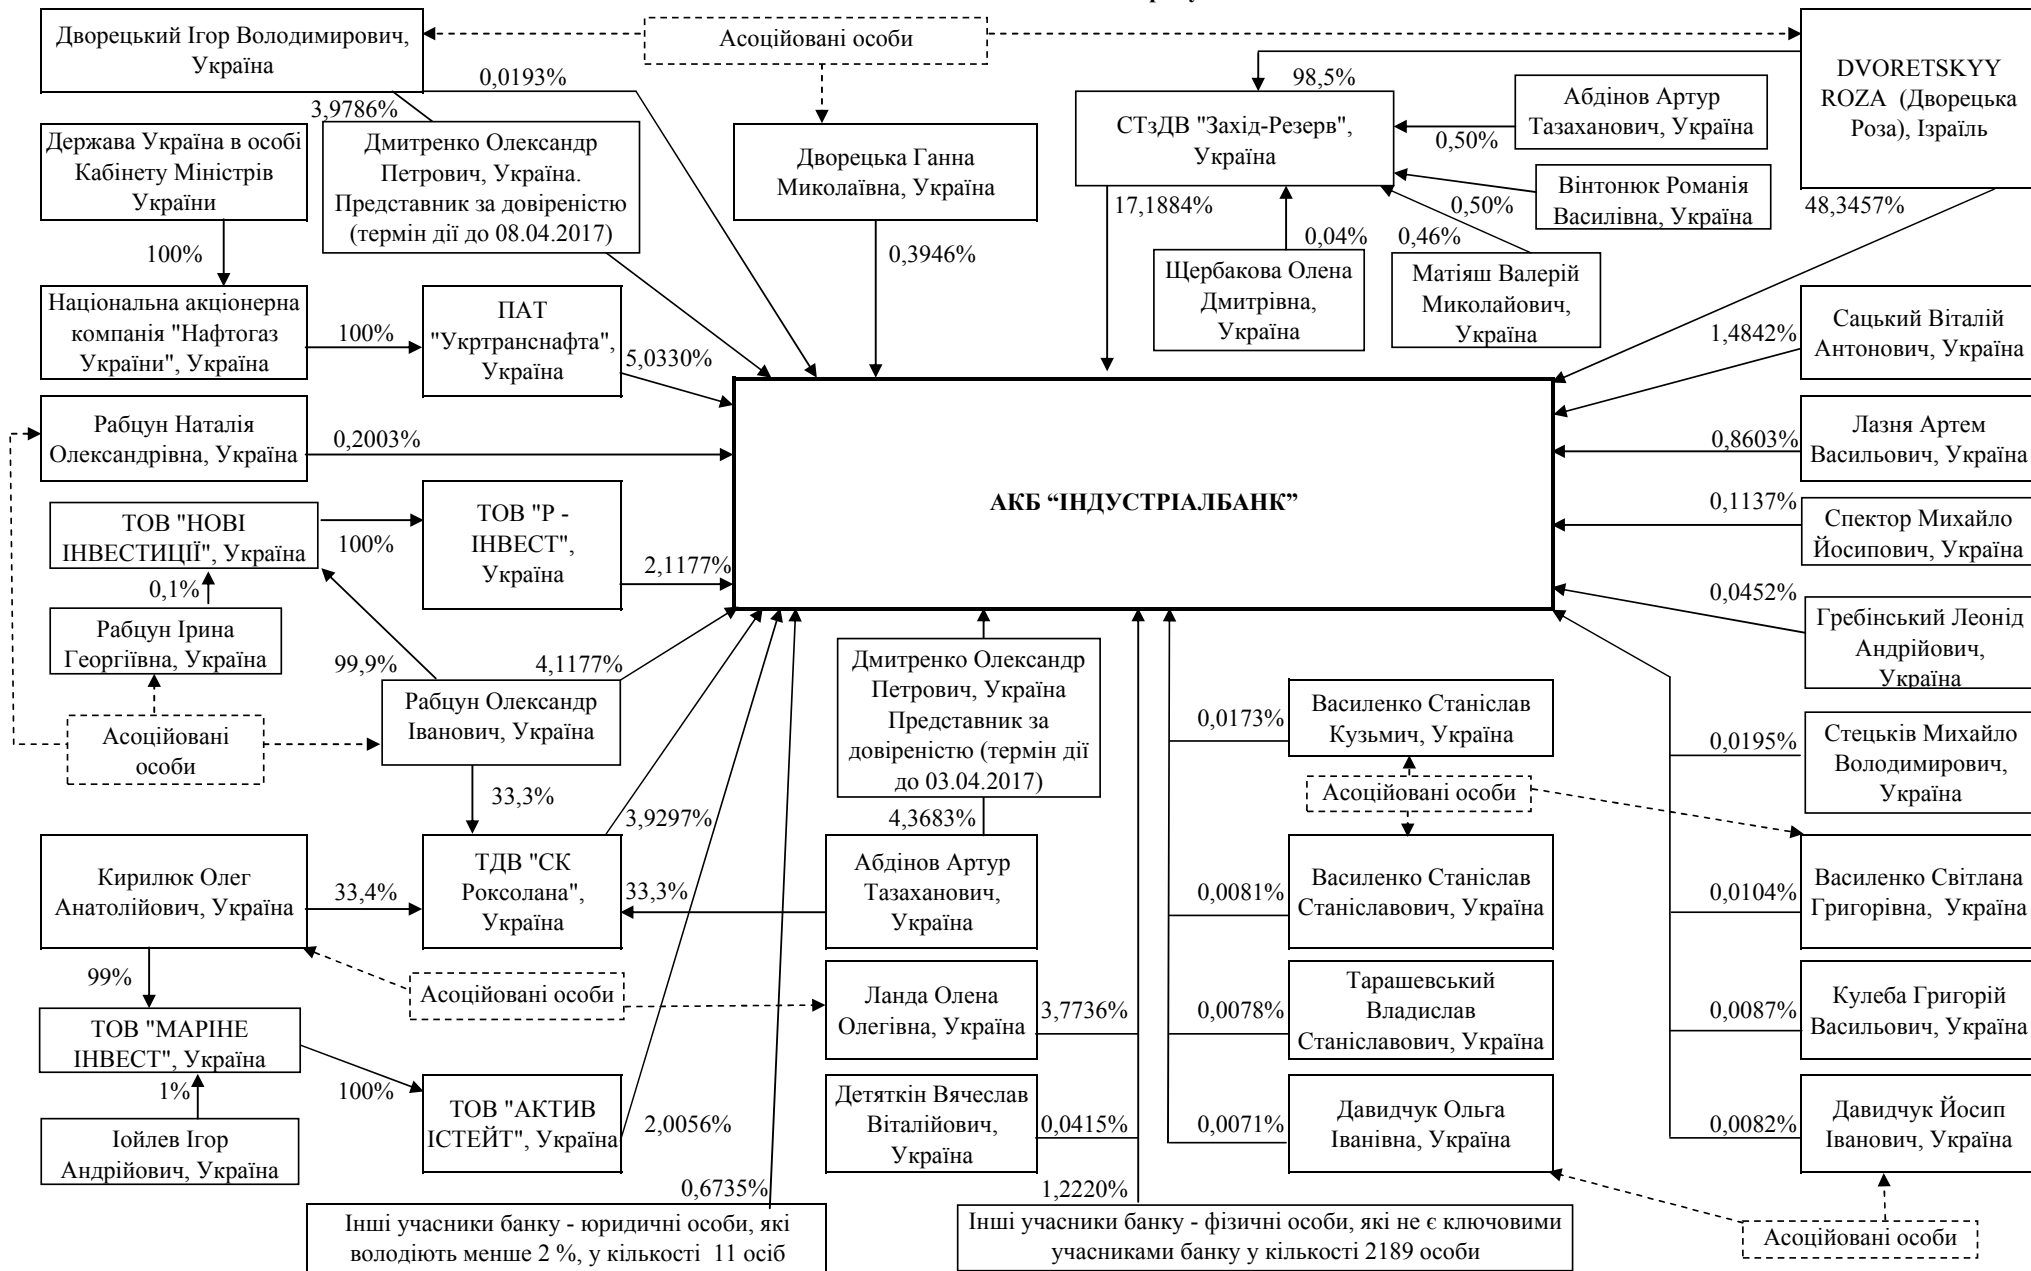 Дворецький Ігор Володимирович,
Україна
Асоційовані особи
DVORETSKYY
ROZA (Дворецька
Роза), Ізраїль
0,0193%
3,9786%
98,5%
Абдінов Артур
Тазаханович, Україна
0,50%
СТзДВ "Захід-Резерв",
Україна
Держава Україна в особі
Кабінету Міністрів
України
Дмитренко Олександр
Петрович, Україна.
Представник за довіреністю
(термін дії до 08.04.2017)
Дворецька Ганна
Миколаївна, Україна
Вінтонюк Романія
Василівна, Україна
0,50%
17,1884%
48,3457%
100%
0,3946%
0,04%
0,46%
Щербакова Олена
Дмитрівна,
Україна
Матіяш Валерій
Миколайович,
Україна
Національна акціонерна
компанія "Нафтогаз
України", Україна
100%
ПАТ
"Укртранснафта",
Україна
5,0330%
1,4842%
Сацький Віталій
Антонович, Україна
Рабцун Наталія
Олександрівна, Україна
0,2003%
0,8603%
Лазня Артем
Васильович, Україна
АКБ “ІНДУСТРІАЛБАНК”
ТОВ "НОВІ
ІНВЕСТИЦІЇ", Україна
100%
ТОВ "Р -
ІНВЕСТ",
Україна
2,1177%
0,1137%
Спектор Михайло
Йосипович, Україна
0,1%
Рабцун Ірина
Георгіївна, Україна
99,9%
4,1177%
0,0452%
Гребінський Леонід
Андрійович,
Україна
Рабцун Олександр
Іванович, Україна
Асоційовані
особи
Дмитренко Олександр
Петрович, Україна
Представник за
довіреністю (термін дії
до 03.04.2017)
0,0173%
Василенко Станіслав
Кузьмич, Україна
0,0195%
Стецьків Михайло
Володимирович,
Україна
Асоційовані особи
33,3%
3,9297%
4,3683%
Кирилюк Олег
Анатолійович, Україна
33,4%
ТДВ "СК
Роксолана",
Україна
33,3%
Абдінов Артур
Тазаханович,
Україна
0,0081%
Василенко Станіслав
Станіславович, Україна
0,0104%
Василенко Світлана
Григорівна, Україна
99%
Асоційовані особи
Ланда Олена
Олегівна, Україна
3,7736%
0,0078%
Тарашевський
Владислав
Станіславович, Україна
0,0087%
Кулеба Григорій
Васильович, Україна
ТОВ "МАРІНЕ
ІНВЕСТ", Україна
1%
100%
Іойлев Ігор
Андрійович, Україна
ТОВ "АКТИВ
ІСТЕЙТ", Україна
2,0056%
Детяткін Вячеслав
Віталійович,
Україна
0,0415%
0,0071%
Давидчук Ольга
Іванівна, Україна
0,0082%
Давидчук Йосип
Іванович, Україна
0,6735%
1,2220%
Інші учасники банку - юридичні особи, які
володіють менше 2 %, у кількості 11 осіб
Інші учасники банку - фізичні особи, які не є ключовими
учасниками банку у кількості 2189 особи
Асоційовані особи